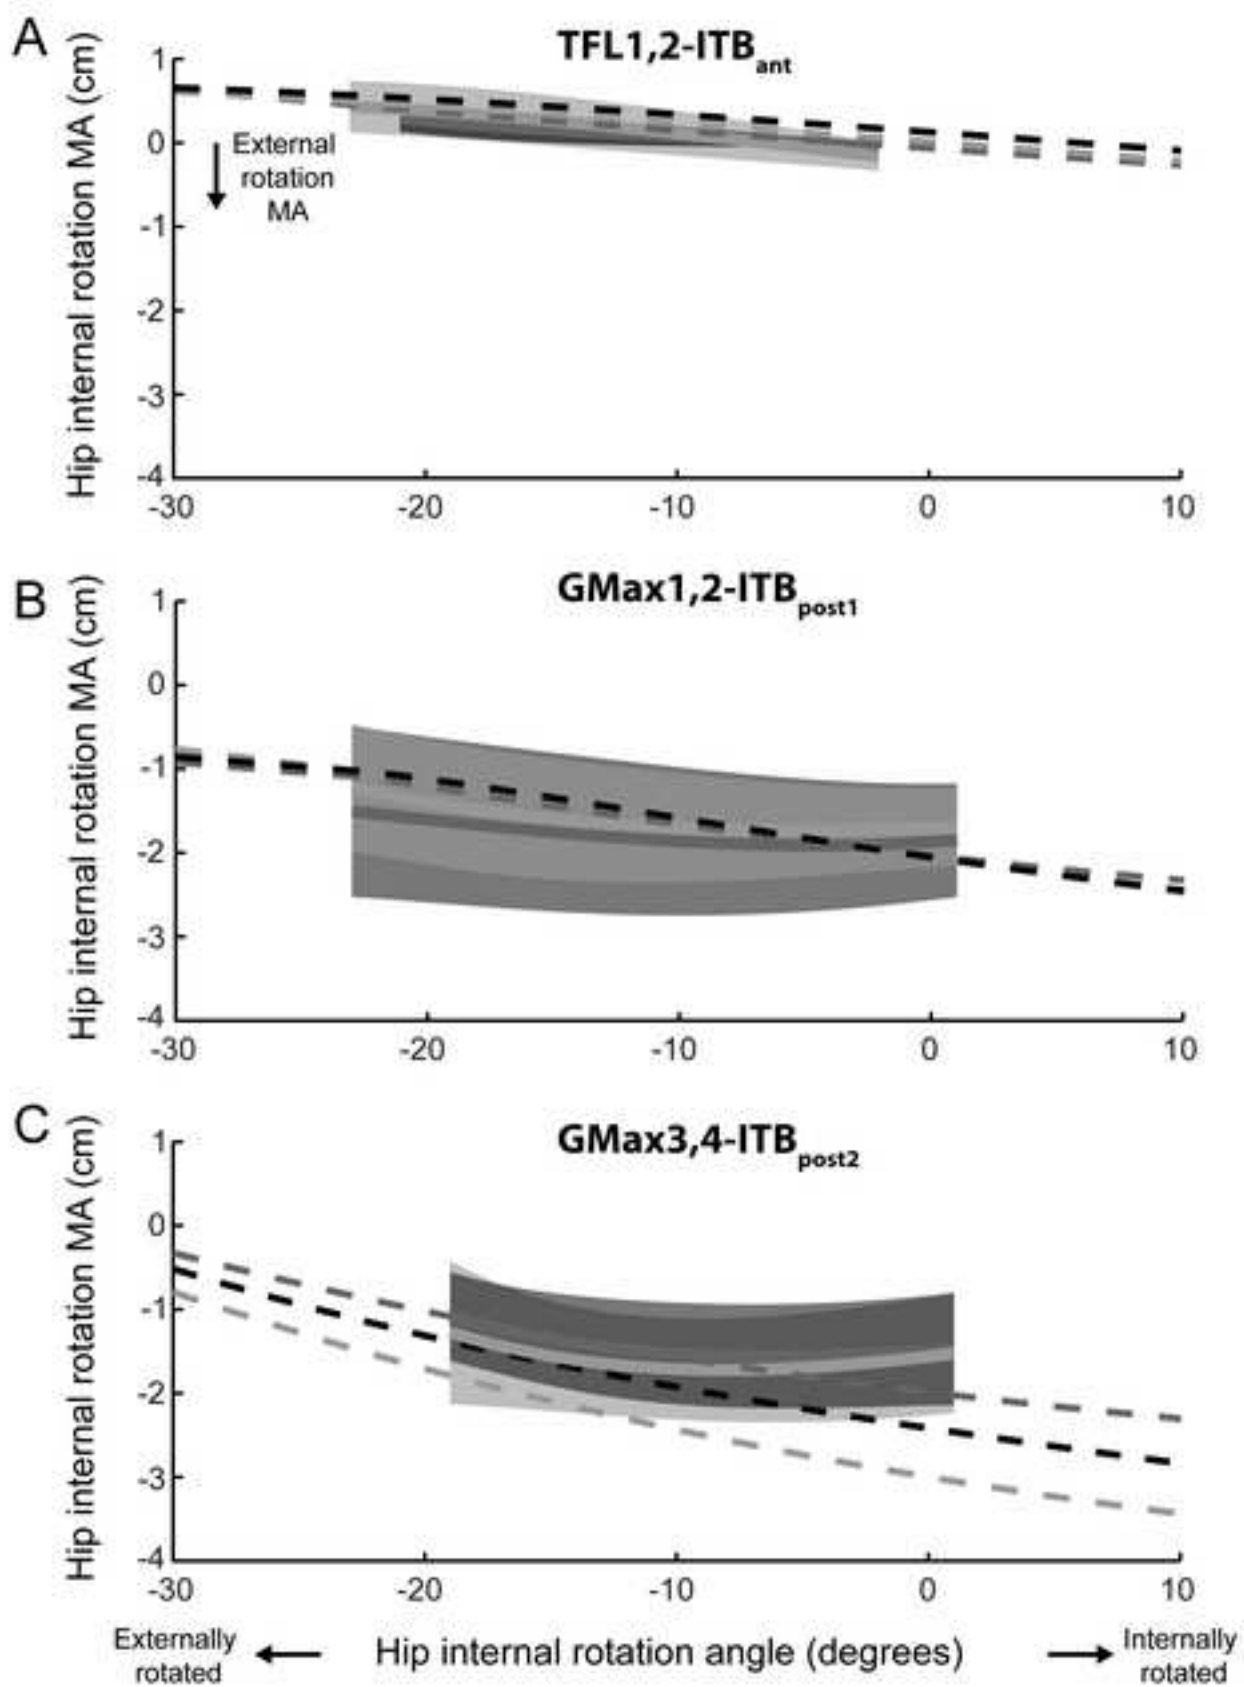 A
TFL1,2-ITBant
Hip internal rotation MA (cm)
1
0
-1
-2
-3
-4
External
rotation
MA
-30 -20 -10 0 10
B
GMax1,2-ITBpost1
Hip internal rotation MA (cm)
1
0
-1
-2
-3
-4
-30 -20 -10 0 10
C
GMax3,4-ITBpost2
Hip internal rotation MA (cm)
1
0
-1
-2
-3
-4
-30 -20 -10 0 10
Externally
rotated
Hip internal rotation angle (degrees)
Internally
rotated